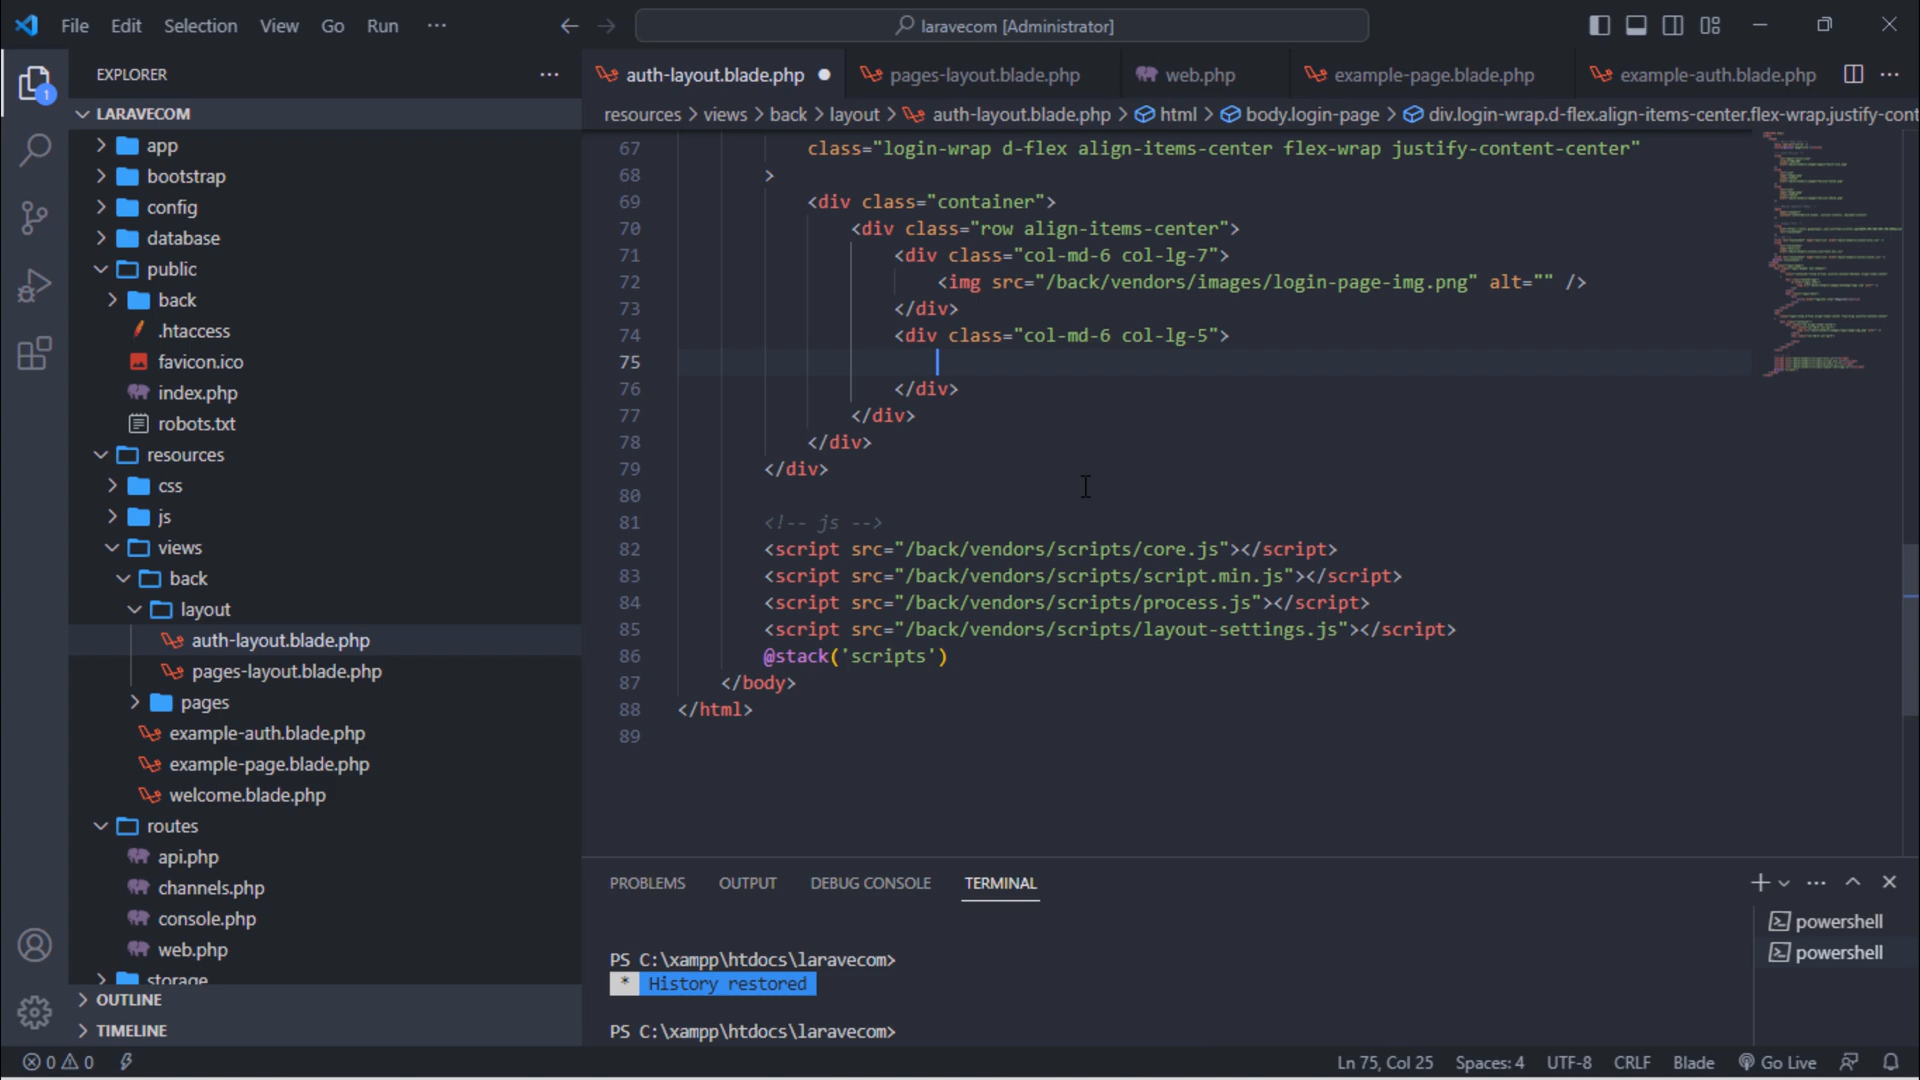 File Edit Selection View Go Run ...
laravecom [Administrator]
EXPLORER
LARAVECOM
app
bootstrap
config
database
public
back
.htaccess
favicon.ico
index.php
robots.txt
resources
css
js
views
back
layout
auth-layout.blade.php
pages-layout.blade.php
pages
example-auth.blade.php
example-page.blade.php
welcome.blade.php
routes
api.php
channels.php
console.php
web.php
storage
OUTLINE
TIMELINE
1
auth-layout.blade.php pages-layout.blade.php web.php example-page.blade.php example-auth.blade.php
resources > views > back > layout > auth-layout.blade.php > html > body.login-page > div.login-wrap.d-flex.align-items-center.flex-wrap.justify-cont
67 class="login-wrap d-flex align-items-center flex-wrap justify-content-center"
68 >
69 <div class="container">
70 <div class="row align-items-center">
71 <div class="col-md-6 col-lg-7">
72 <img src="/back/vendors/images/login-page-img.png" alt="" />
73 </div>
74 <div class="col-md-6 col-lg-5">
75
76 </div>
77 </div>
78 </div>
79 </div>
80
81 <!-- js -->
82 <script src="/back/vendors/scripts/core.js"></script>
83 <script src="/back/vendors/scripts/script.min.js"></script>
84 <script src="/back/vendors/scripts/process.js"></script>
85 <script src="/back/vendors/scripts/layout-settings.js"></script>
86 @stack('scripts')
87 </body>
88 </html>
89
PROBLEMS OUTPUT DEBUG CONSOLE TERMINAL
PS C:\xampp\htdocs\laravecom>
* History restored
PS C:\xampp\htdocs\laravecom>
powershell
powershell
0 0 Ln 75, Col 25 Spaces: 4 UTF-8 CRLF Blade Go Live